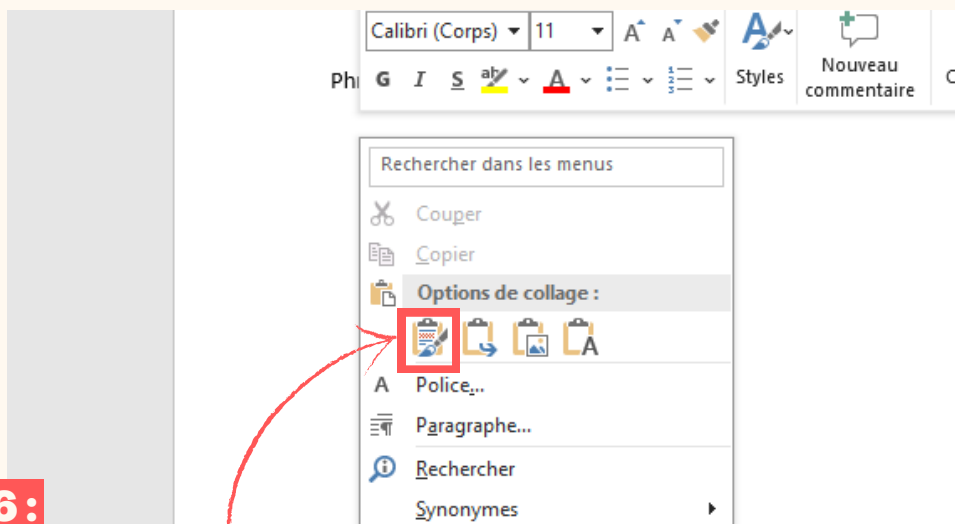 Calibri (Corps) 11 A A
Styles
Nouveau
commentaire
Ph G I S ab A
Rechercher dans les menus
Couper
Copier
Options de collage :
A
A Police...
Paragraphe...
Rechercher
Synonymes
6: